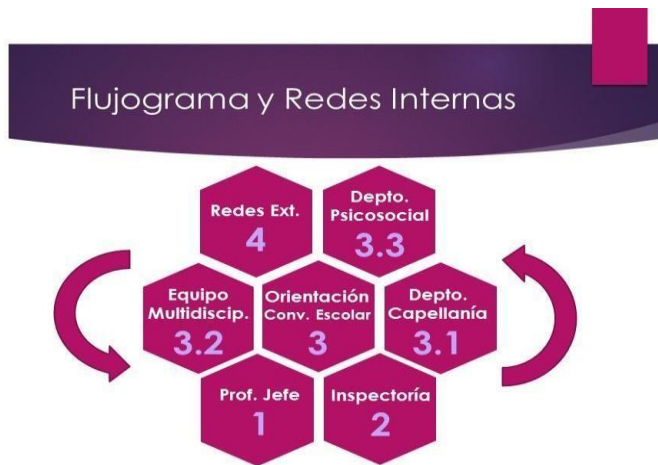 Flujograma y Redes Internas
Redes Ext.
4
Depto.
Psicosocial
3.3
Equipo
Multidiscip.
3.2
Orientación
Conv. Escolar
3
Depto.
Capellanía
3.1
Prof. Jefe
1
Inspectoría
2